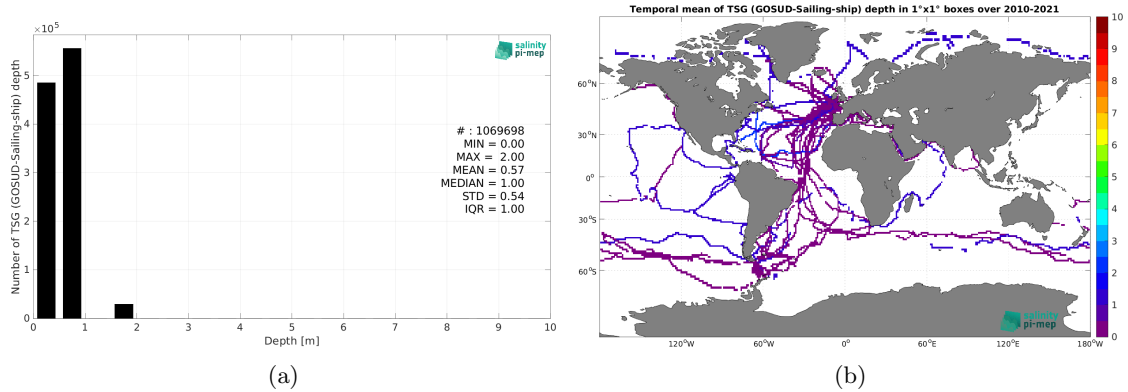 ×10⁵
5
4
3
2
1
0
Number of TSG (GOSUD-Sailing-ship) depth
salinity
pi-mep
# : 1069698
MIN = 0.00
MAX = 2.00
MEAN = 0.57
MEDIAN = 1.00
STD = 0.54
IQR = 1.00
0 1 2 3 4 5 6 7 8 9 10
Depth [m]
(a)
Temporal mean of TSG (GOSUD-Sailing-ship) depth in 1°x1° boxes over 2010-2021
60°N
30°N
0°
30°S
60°S
120°W 60°W 0° 60°E 120°E 180°W
salinity
pi-mep
10
9
8
7
6
5
4
3
2
1
0
(b)